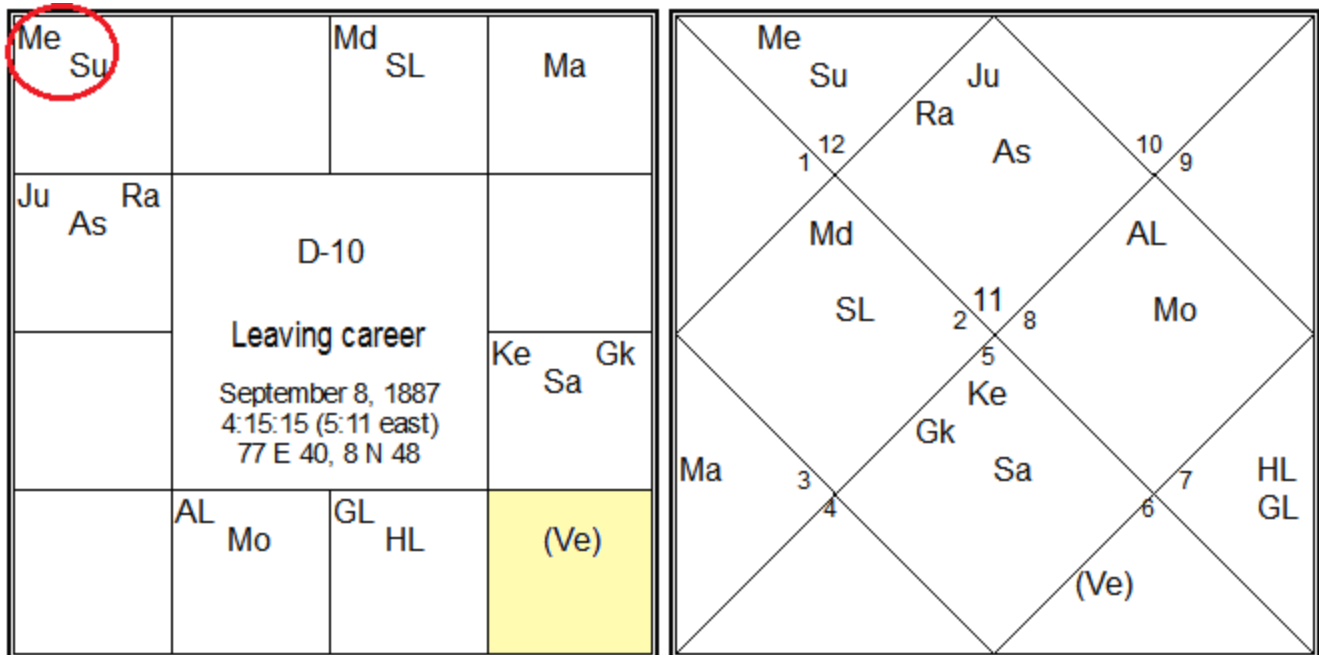 Me
Su
Md
SL
Ma
Ju Ra
As
D-10
Leaving career
September 8, 1887
4:15:15 (5:11 east)
77 E 40, 8 N 48
Ke Gk
Sa
AL
Mo
GL
HL
(Ve)
Me
Su
Ju
Ra
As
12
1
10
9
Md
SL
AL
Mo
11
2
8
5
Ke
Gk
Sa
Ma
3
4
7
6
HL
GL
(Ve)